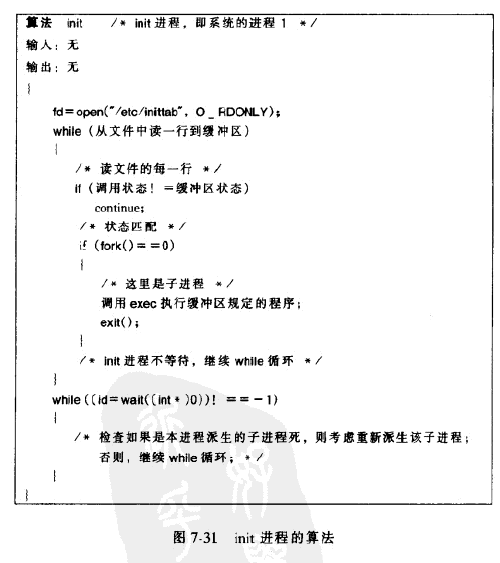 算法  init  /* init 进程，即系统的进程 1 */
输入：无
输出：无
{
fd=open("/etc/inittab"，O _ RDONLY)；
while（从文件中读一行到缓冲区）
{
/* 读文件的每一行 */
if（调用状态！=缓冲区状态）
continue；
/* 状态匹配 */
if（fork()==0）
{
/* 这里是子进程 */
调用 exec 执行缓冲区规定的程序；
exit()；
}
/* init 进程不等待，继续 while 循环 */
}
while((id=wait((int*)0))！==-1)
{
/* 检查如果是本进程派生的子进程死，则考虑重新派生该子进程；
否则，继续 while 循环；*/
}
}
图 7-31  init 进程的算法